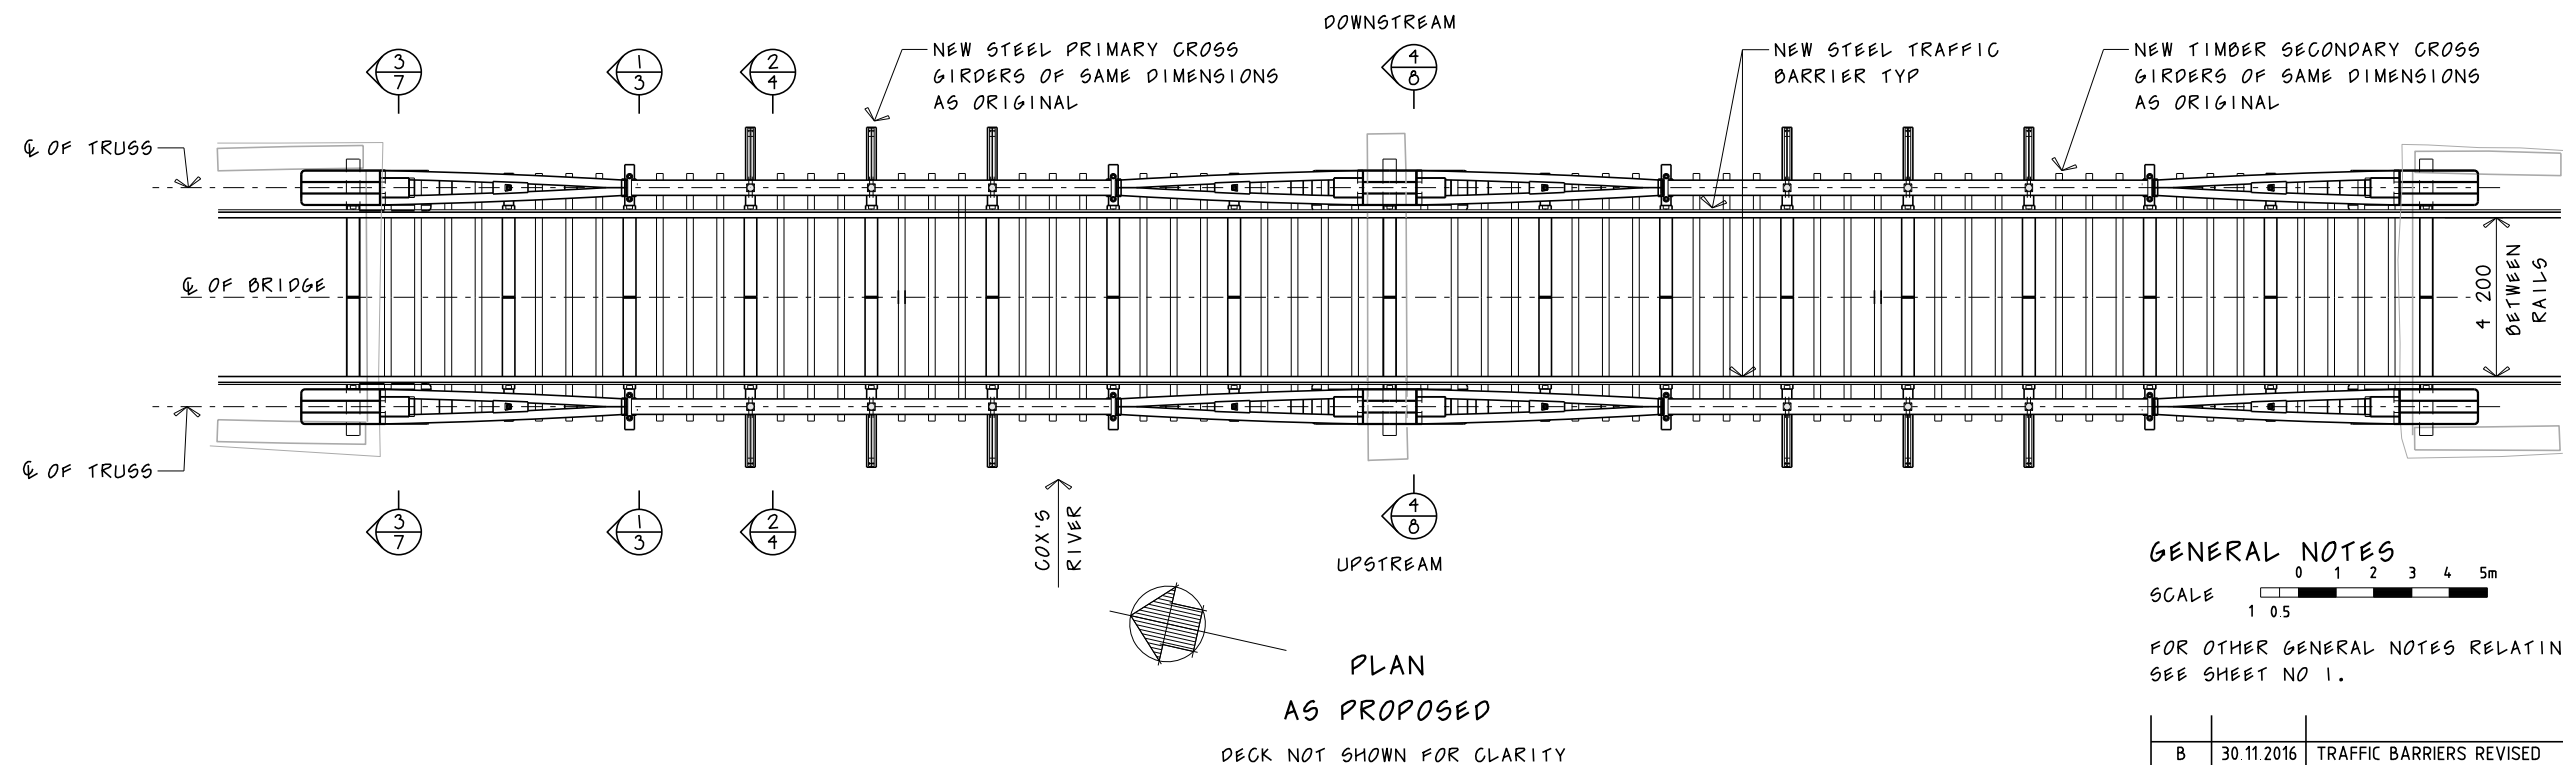 DOWNSTREAM
3
7
1
3
2
4
NEW STEEL PRIMARY CROSS
GIRDERS OF SAME DIMENSIONS
AS ORIGINAL
4
8
NEW STEEL TRAFFIC
BARRIER TYP
NEW TIMBER SECONDARY CROSS
GIRDERS OF SAME DIMENSIONS
AS ORIGINAL
℄ OF TRUSS
℄ OF BRIDGE
4 200
BETWEEN
RAILS
℄ OF TRUSS
3
7
1
3
2
4
COX'S
RIVER
4
8
UPSTREAM
PLAN
AS PROPOSED
DECK NOT SHOWN FOR CLARITY
GENERAL NOTES
0 1 2 3 4 5m
SCALE
1 0.5
FOR OTHER GENERAL NOTES RELATIN
SEE SHEET NO 1.
B 30.11.2016 TRAFFIC BARRIERS REVISED